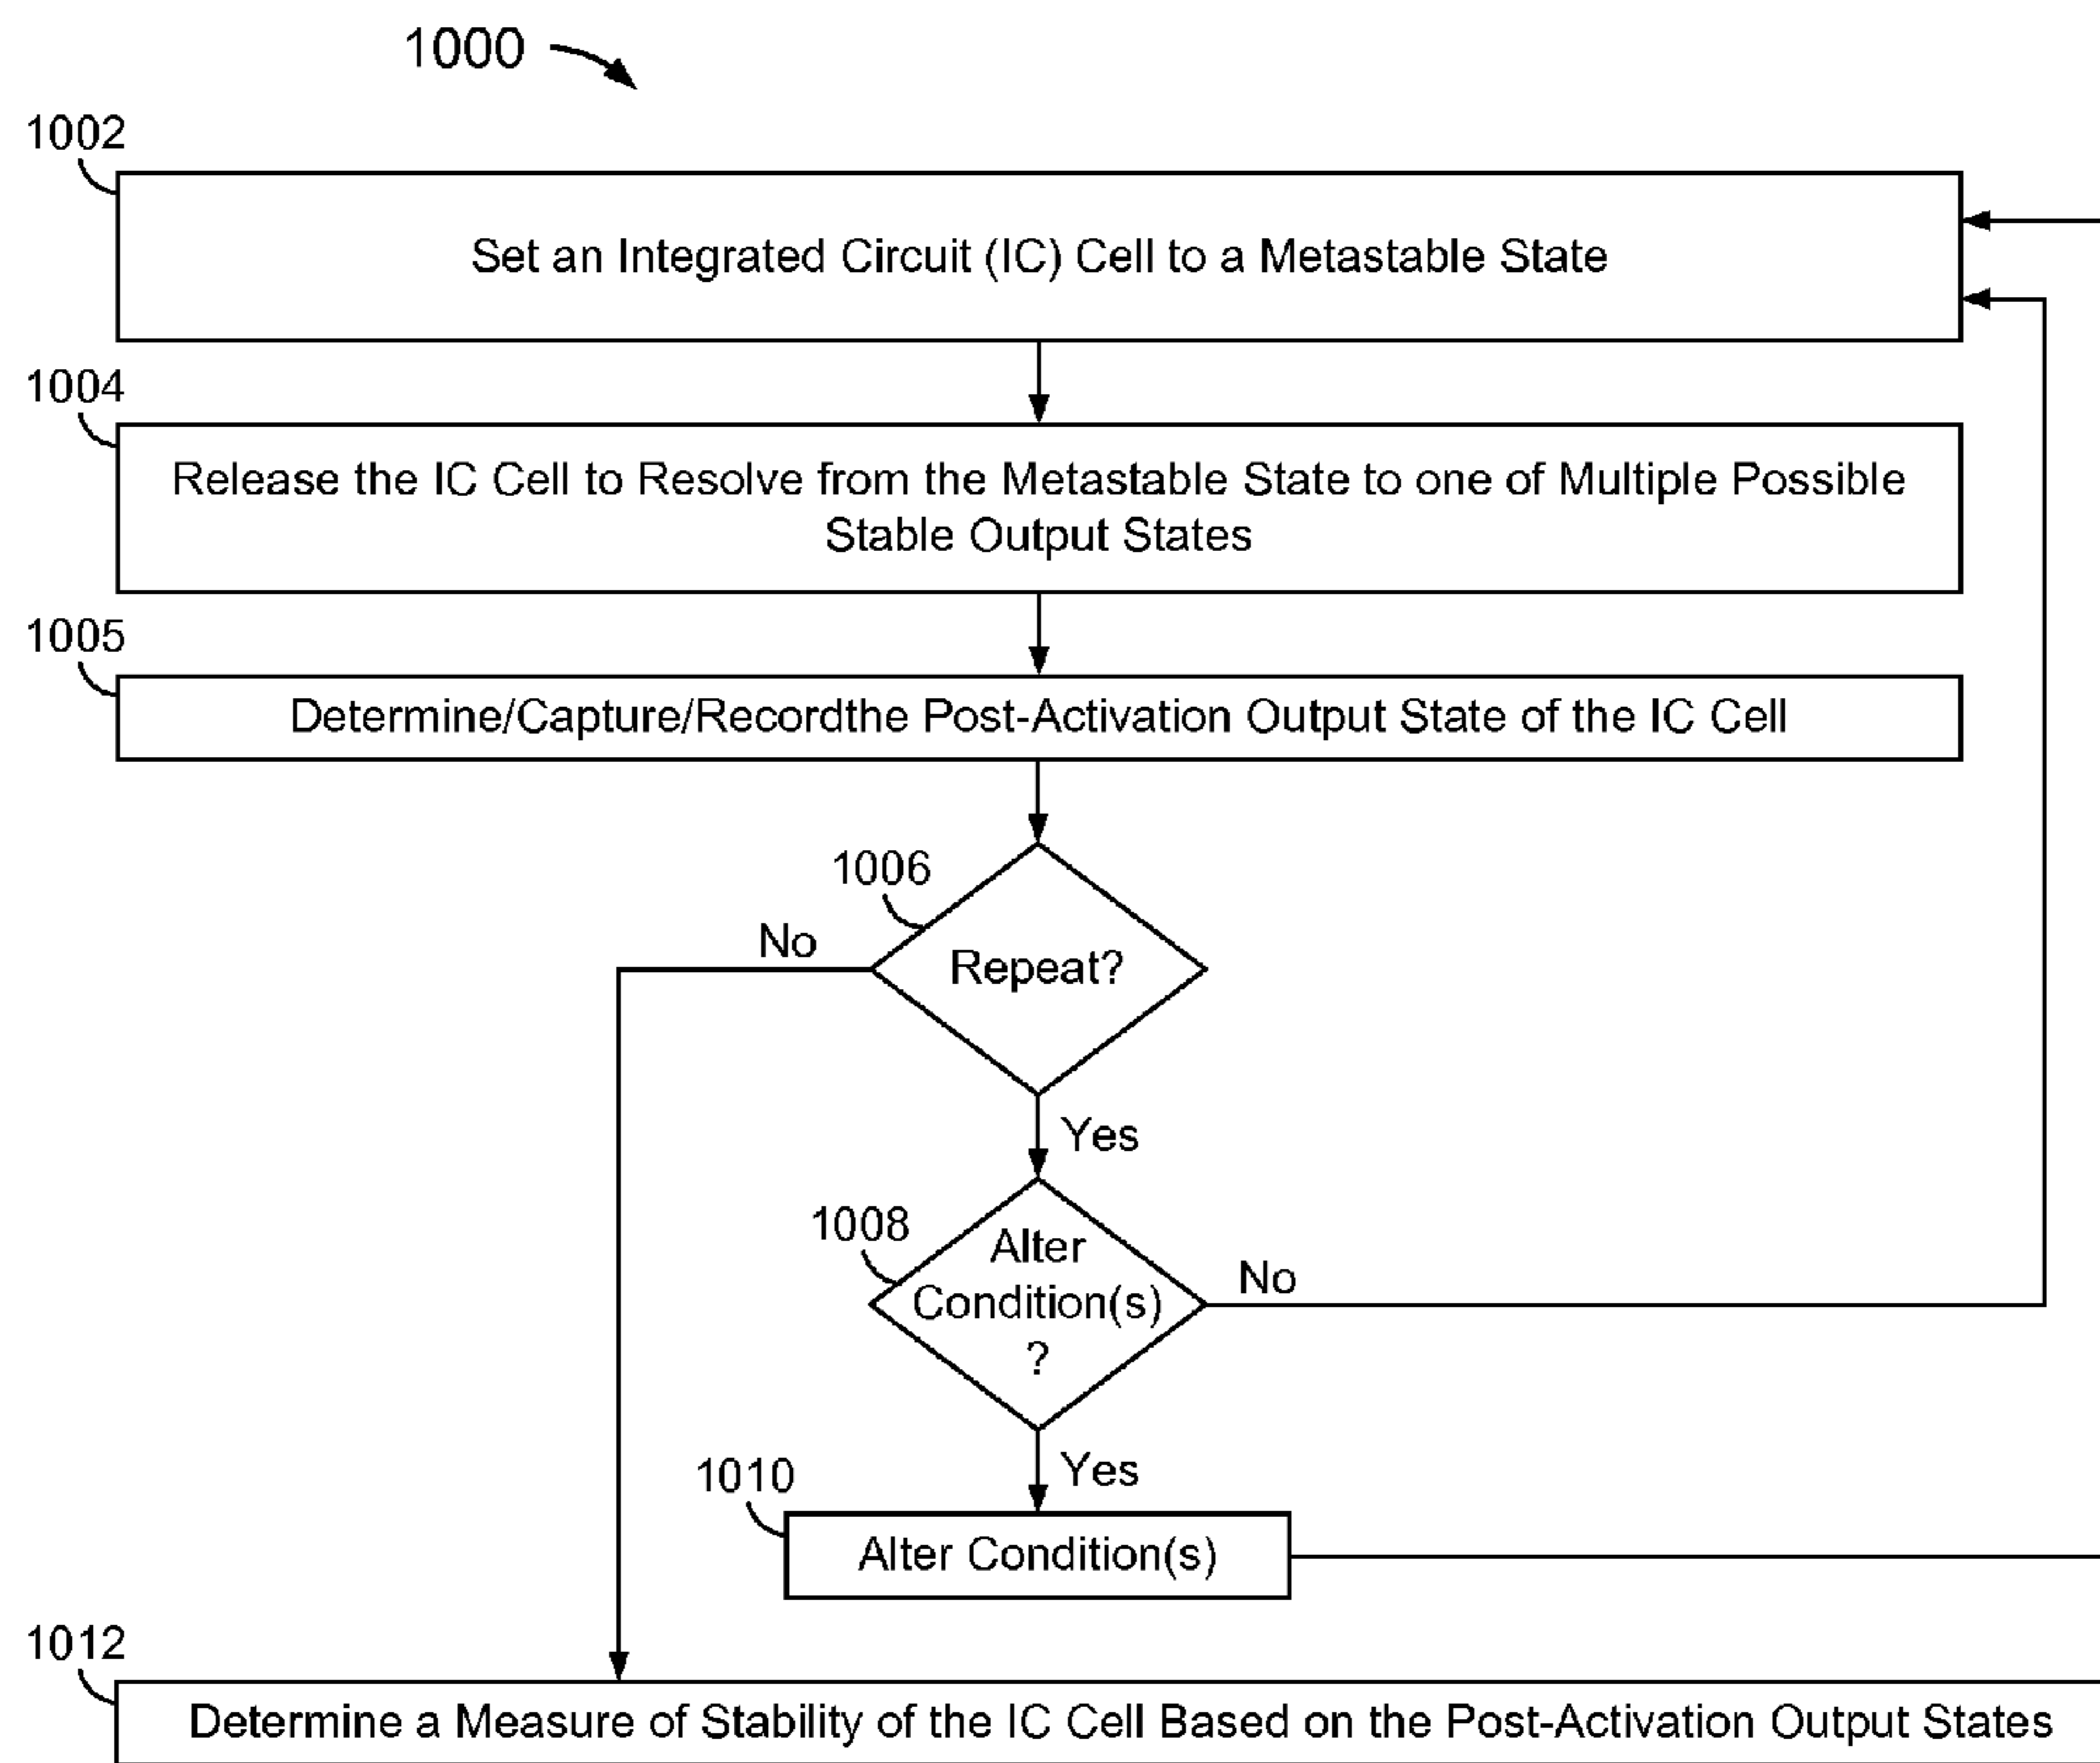 1000
1002
Set an Integrated Circuit (IC) Cell to a Metastable State
1004
Release the IC Cell to Resolve from the Metastable State to one of Multiple Possible
Stable Output States
1005
Determine/Capture/Recordthe Post-Activation Output State of the IC Cell
1006
No
Repeat?
Yes
1008
Alter
Condition(s)
?
No
Yes
1010
Alter Condition(s)
1012
Determine a Measure of Stability of the IC Cell Based on the Post-Activation Output States